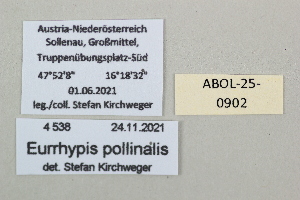 Austria-Niederösterreich
Sollenau, Großmittel,
Truppenübungsplatz-Süd
47°52'8" 16°18'32"
01.06.2021
leg./coll. Stefan Kirchweger
ABOL-25-
0902
4 538 24.11.2021
Eurrhypis pollinalis
det. Stefan Kirchweger